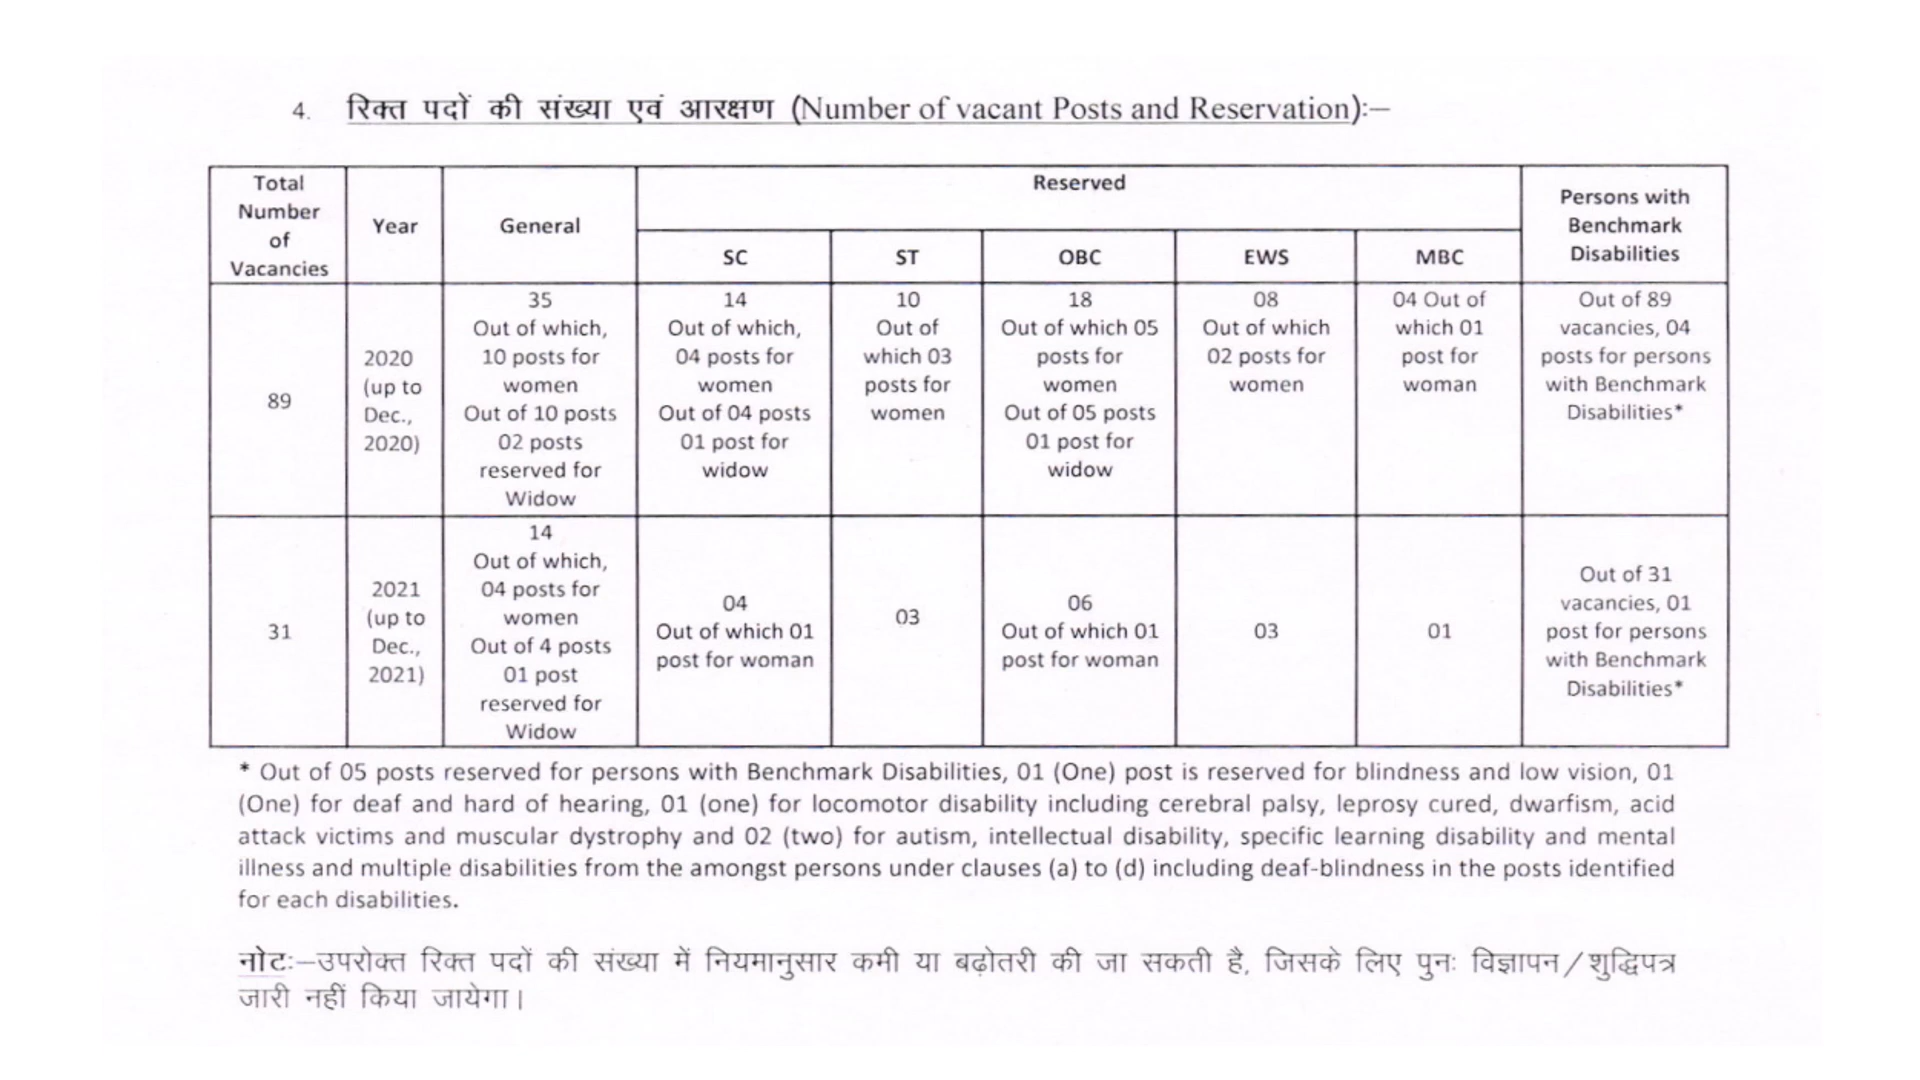 4. रिक्त पदों की संख्या एवं आरक्षण (Number of vacant Posts and Reservation):–
Total
Number
of
Vacancies
Year
General
Reserved
SC
ST
OBC
EWS
MBC
Persons with
Benchmark
Disabilities
89
2020
(up to
Dec.,
2020)
35
Out of which,
10 posts for
women
Out of 10 posts
02 posts
reserved for
Widow
14
Out of which,
04 posts for
women
Out of 04 posts
01 post for
widow
10
Out of
which 03
posts for
women
18
Out of which 05
posts for
women
Out of 05 posts
01 post for
widow
08
Out of which
02 posts for
women
04 Out of
which 01
post for
woman
Out of 89
vacancies, 04
posts for persons
with Benchmark
Disabilities*
31
2021
(up to
Dec.,
2021)
14
Out of which,
04 posts for
women
Out of 4 posts
01 post
reserved for
Widow
04
Out of which 01
post for woman
03
06
Out of which 01
post for woman
03
01
Out of 31
vacancies, 01
post for persons
with Benchmark
Disabilities*
* Out of 05 posts reserved for persons with Benchmark Disabilities, 01 (One) post is reserved for blindness and low vision, 01
(One) for deaf and hard of hearing, 01 (one) for locomotor disability including cerebral palsy, leprosy cured, dwarfism, acid
attack victims and muscular dystrophy and 02 (two) for autism, intellectual disability, specific learning disability and mental
illness and multiple disabilities from the amongst persons under clauses (a) to (d) including deaf-blindness in the posts identified
for each disabilities.
नोटः–उपरोक्त रिक्त पदों की संख्या में नियमानुसार कमी या बढ़ोतरी की जा सकती है, जिसके लिए पुनः विज्ञापन/शुद्धिपत्र
जारी नहीं किया जायेगा।